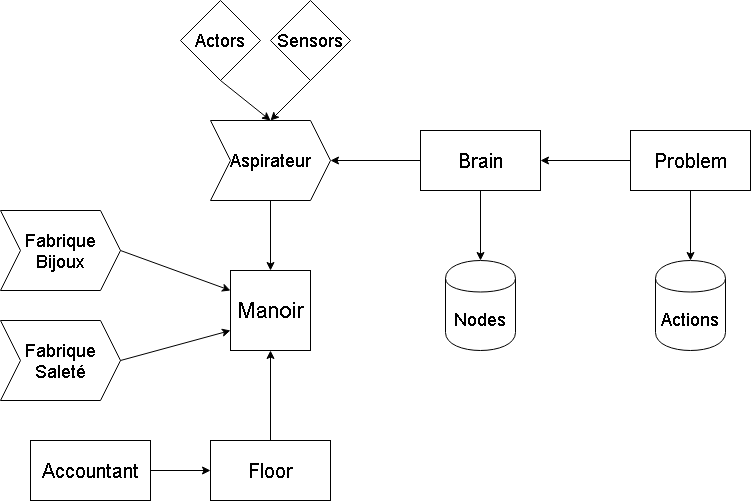 Actors
Sensors
Aspirateur
Brain
Problem
Fabrique
Bijoux
Manoir
Nodes
Actions
Fabrique
Saleté
Accountant
Floor